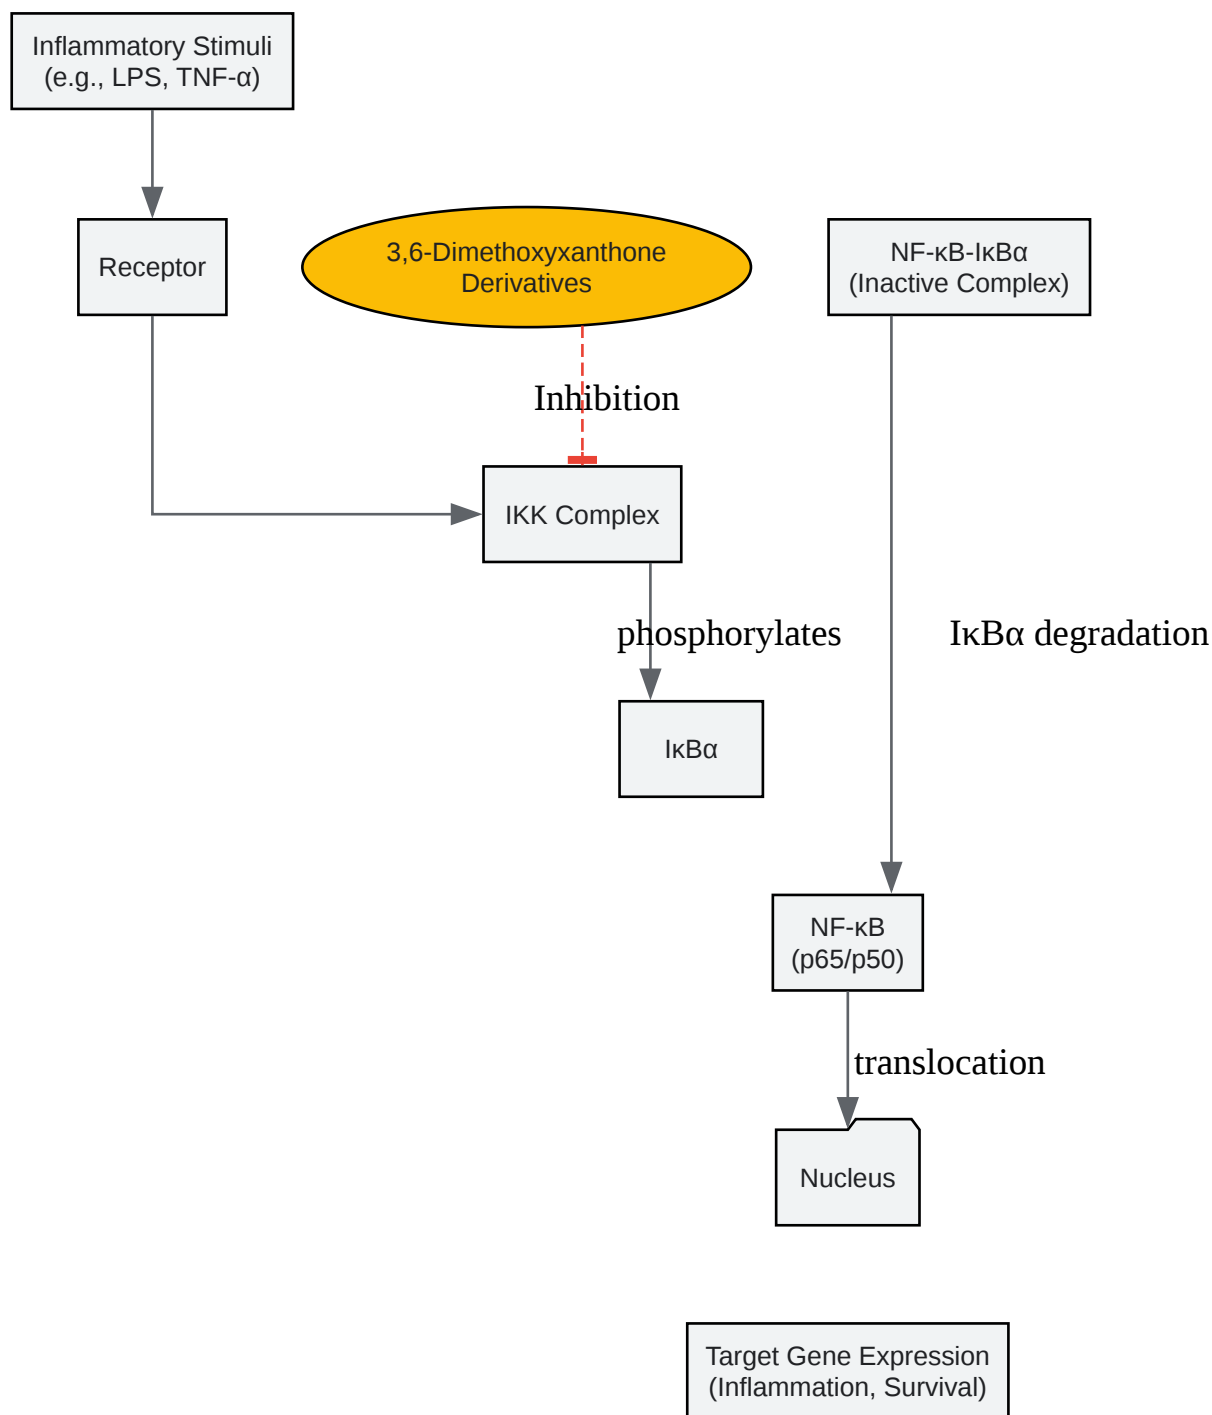 Inflammatory Stimuli
(e.g., LPS, TNF-α)
Receptor
3,6-Dimethoxyxanthone
Derivatives
NF-κB-IκBα
(Inactive Complex)
Inhibition
IKK Complex
phosphorylates
IκBα degradation
IκBα
NF-κB
(p65/p50)
translocation
Nucleus
Target Gene Expression
(Inflammation, Survival)